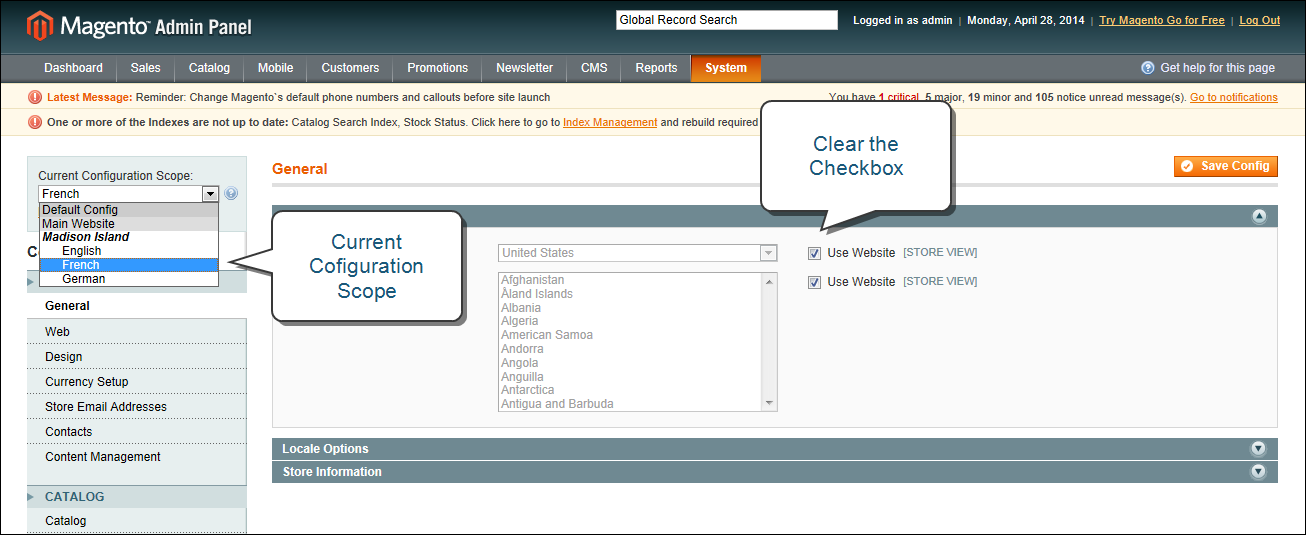 Magento™ Admin Panel
Global Record Search
Logged in as admin | Monday, April 28, 2014 | Try Magento Go for Free | Log Out
Dashboard Sales Catalog Mobile Customers Promotions Newsletter CMS Reports System Get help for this page
Latest Message: Reminder: Change Magento`s default phone numbers and callouts before site launch
You have 1 critical, 5 major, 19 minor and 105 notice unread message(s). Go to notifications
One or more of the Indexes are not up to date: Catalog Search Index, Stock Status. Click here to go to Index Management and rebuild required
Clear the
Checkbox
Current Configuration Scope:
French
Default Config
Main Website
Madison Island
English
French
German
Current
Cofiguration
Scope
General
Save Config
United States
Use Website [STORE VIEW]
Afghanistan
Åland Islands
Albania
Algeria
American Samoa
Andorra
Angola
Anguilla
Antarctica
Antigua and Barbuda
Use Website [STORE VIEW]
General
Web
Design
Currency Setup
Store Email Addresses
Contacts
Content Management
CATALOG
Catalog
Locale Options
Store Information